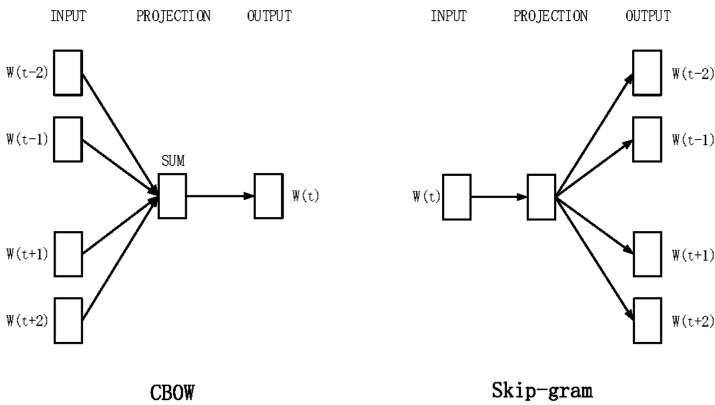 INPUT PROJECTION OUTPUT
W(t-2)
W(t-1)
SUM
W(t)
W(t+1)
W(t+2)
CBOW
INPUT PROJECTION OUTPUT
W(t-2)
W(t-1)
W(t)
W(t+1)
W(t+2)
Skip-gram